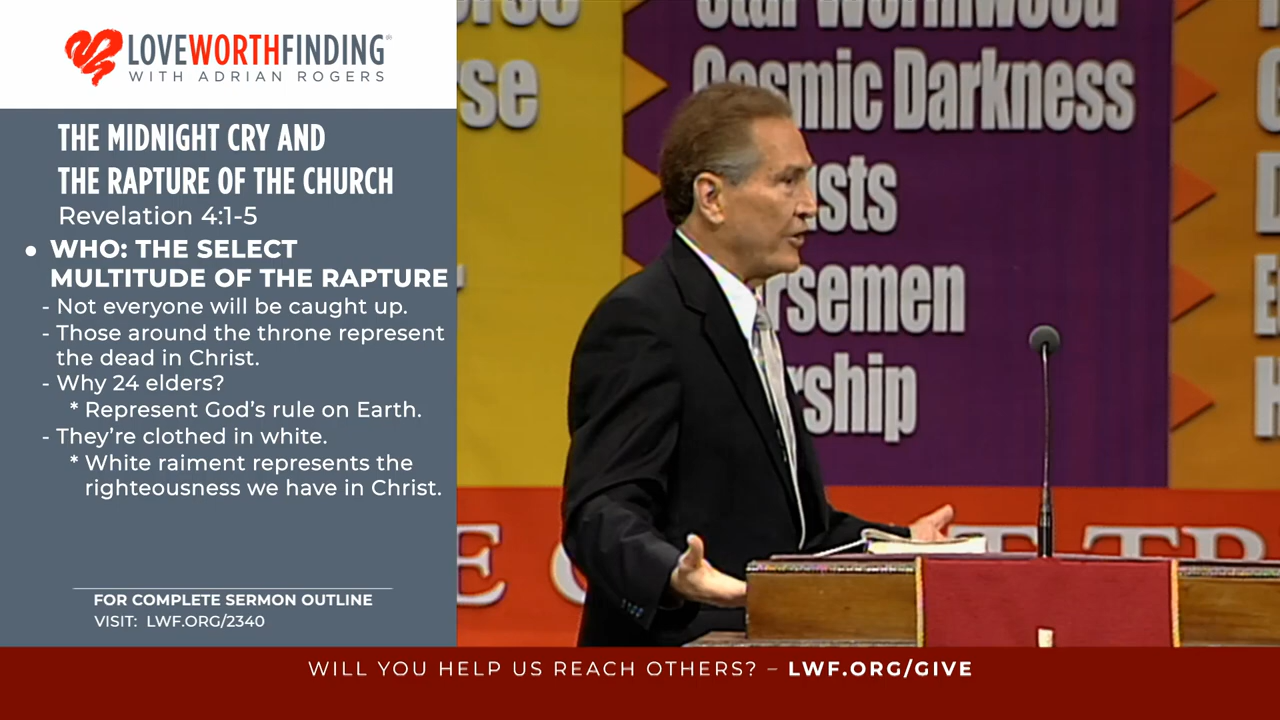 LOVEWORTHFINDING®
WITH ADRIAN ROGERS
THE MIDNIGHT CRY AND
THE RAPTURE OF THE CHURCH
Revelation 4:1-5
● WHO: THE SELECT
MULTITUDE OF THE RAPTURE
- Not everyone will be caught up.
- Those around the throne represent
the dead in Christ.
- Why 24 elders?
* Represent God's rule on Earth.
- They're clothed in white.
* White raiment represents the
righteousness we have in Christ.
FOR COMPLETE SERMON OUTLINE
VISIT: LWF.ORG/2340
Star Wormwood
Cosmic Darkness
WILL YOU HELP US REACH OTHERS? – LWF.ORG/GIVE